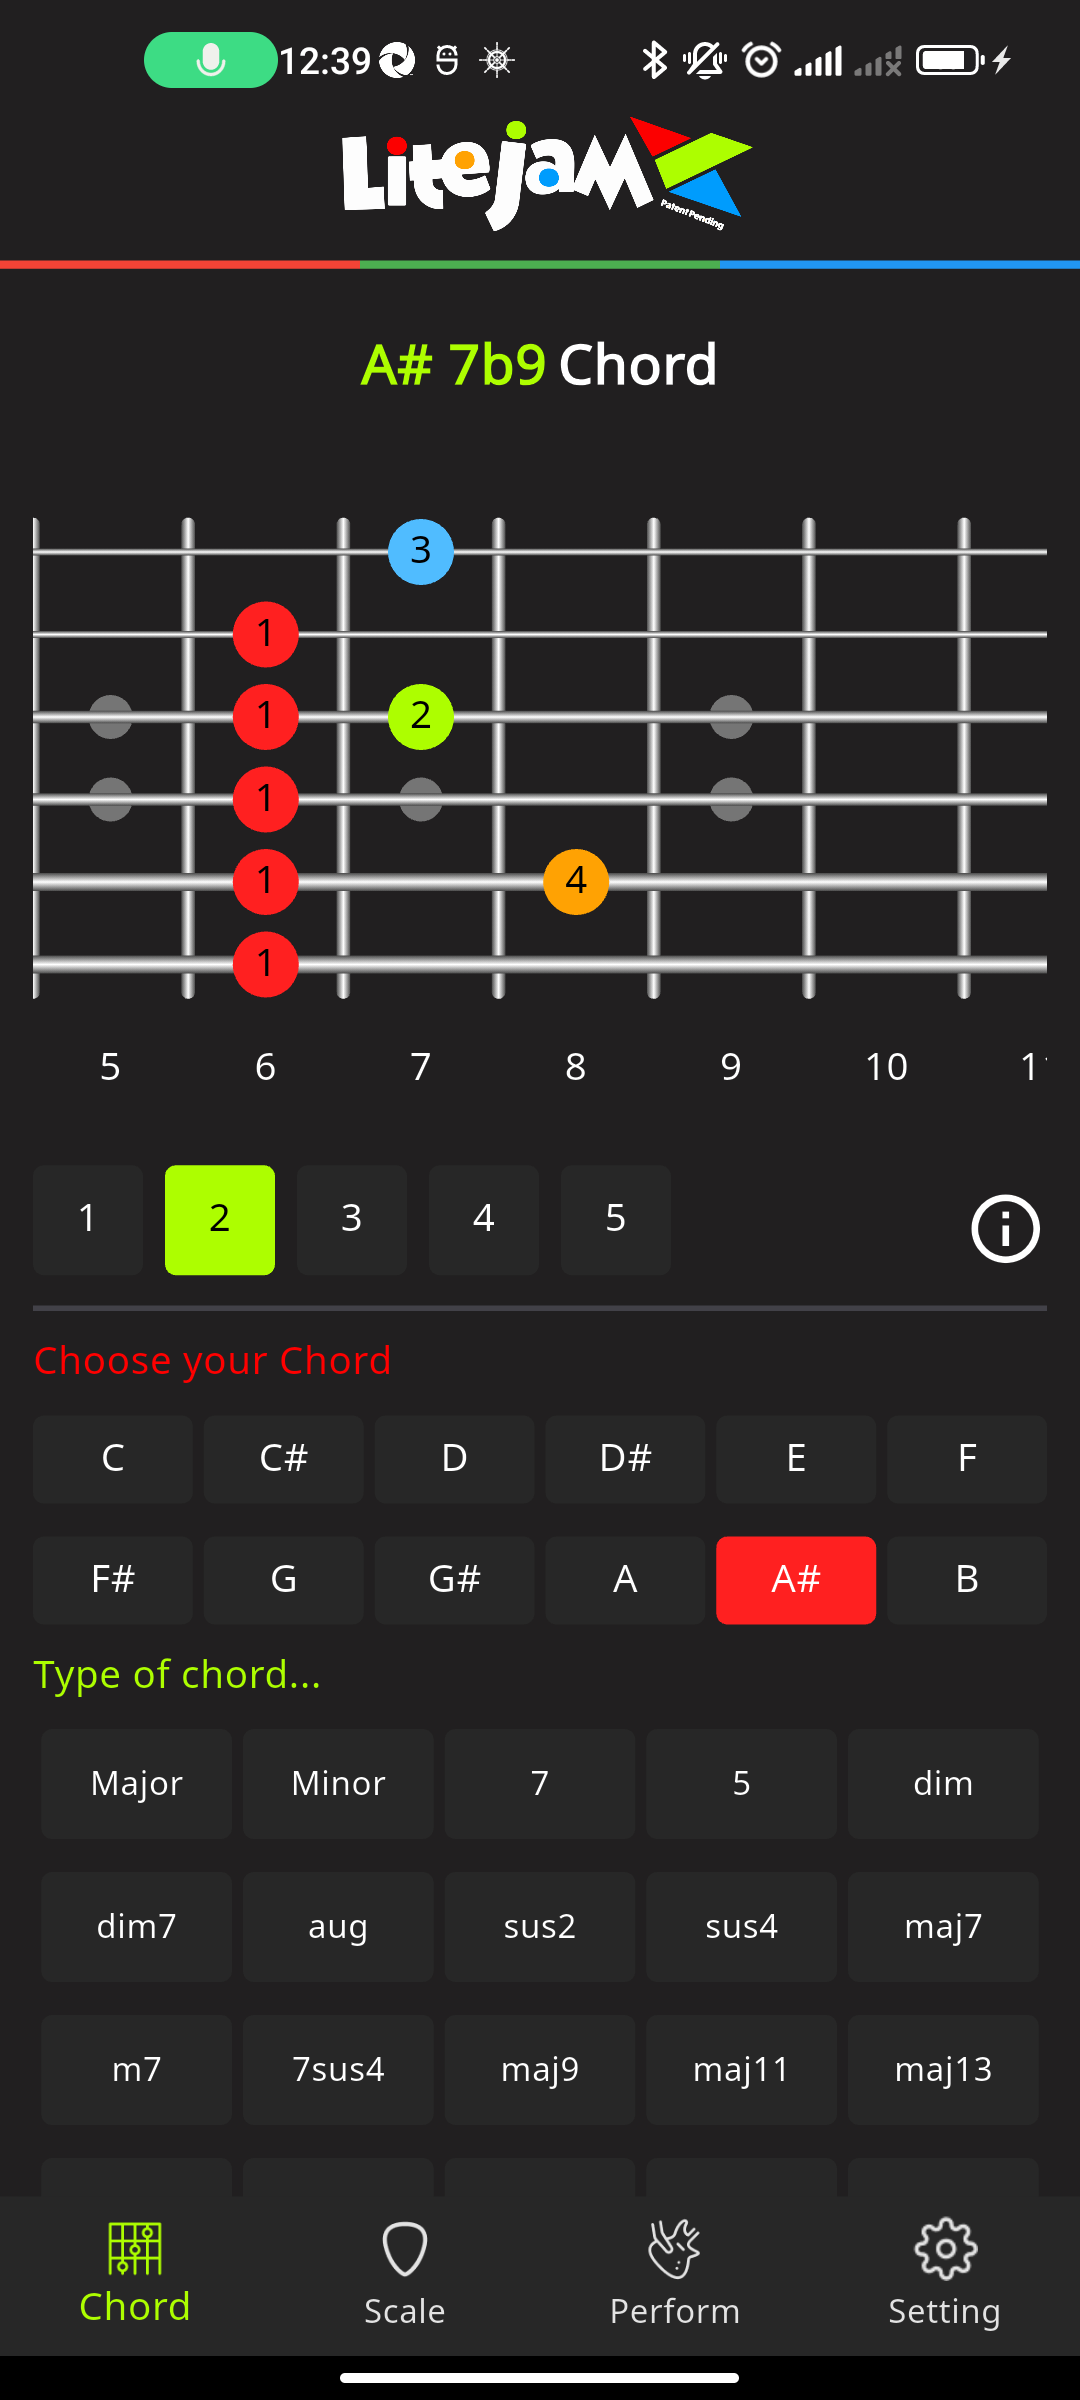 12:39
Litejam
Patent Pending
A# 7b9 Chord
3
1
1 2
1
1 4
1
5 6 7 8 9 10
1 2 3 4 5
Choose your Chord
C C# D D# E F
F# G G# A A# B
Type of chord...
Major Minor 7 5 dim
dim7 aug sus2 sus4 maj7
m7 7sus4 maj9 maj11 maj13
Chord Scale Perform Setting